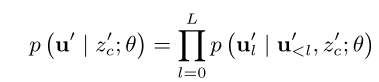 p (u′ | z′_c; θ) = ∏_{l=0}^{L} p (u′_l | u′_{<l}, z′_c; θ)